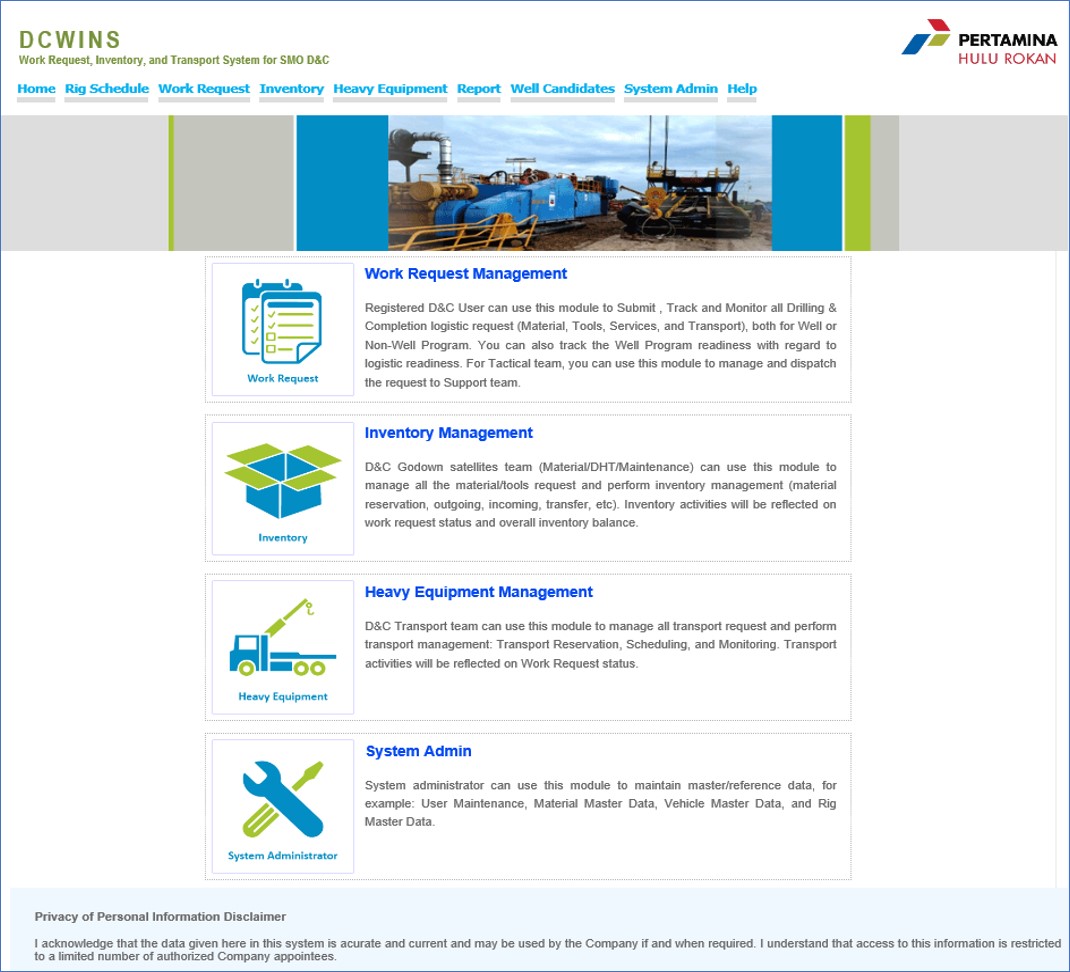 DCWINS
Work Request, Inventory, and Transport System for SMO D&C
PERTAMINA
HULU ROKAN
Home Rig Schedule Work Request Inventory Heavy Equipment Report Well Candidates System Admin Help
Work Request Management
Registered D&C User can use this module to Submit , Track and Monitor all Drilling &
Completion logistic request (Material, Tools, Services, and Transport), both for Well or
Non-Well Program. You can also track the Well Program readiness with regard to
logistic readiness. For Tactical team, you can use this module to manage and dispatch
the request to Support team.
Work Request
Inventory Management
D&C Godown satellites team (Material/DHT/Maintenance) can use this module to
manage all the material/tools request and perform inventory management (material
reservation, outgoing, incoming, transfer, etc). Inventory activities will be reflected on
work request status and overall inventory balance.
Inventory
Heavy Equipment Management
D&C Transport team can use this module to manage all transport request and perform
transport management: Transport Reservation, Scheduling, and Monitoring. Transport
activities will be reflected on Work Request status.
Heavy Equipment
System Admin
System administrator can use this module to maintain master/reference data, for
example: User Maintenance, Material Master Data, Vehicle Master Data, and Rig
Master Data.
System Administrator
Privacy of Personal Information Disclaimer
I acknowledge that the data given here in this system is acurate and current and may be used by the Company if and when required. I understand that access to this information is restricted
to a limited number of authorized Company appointees.